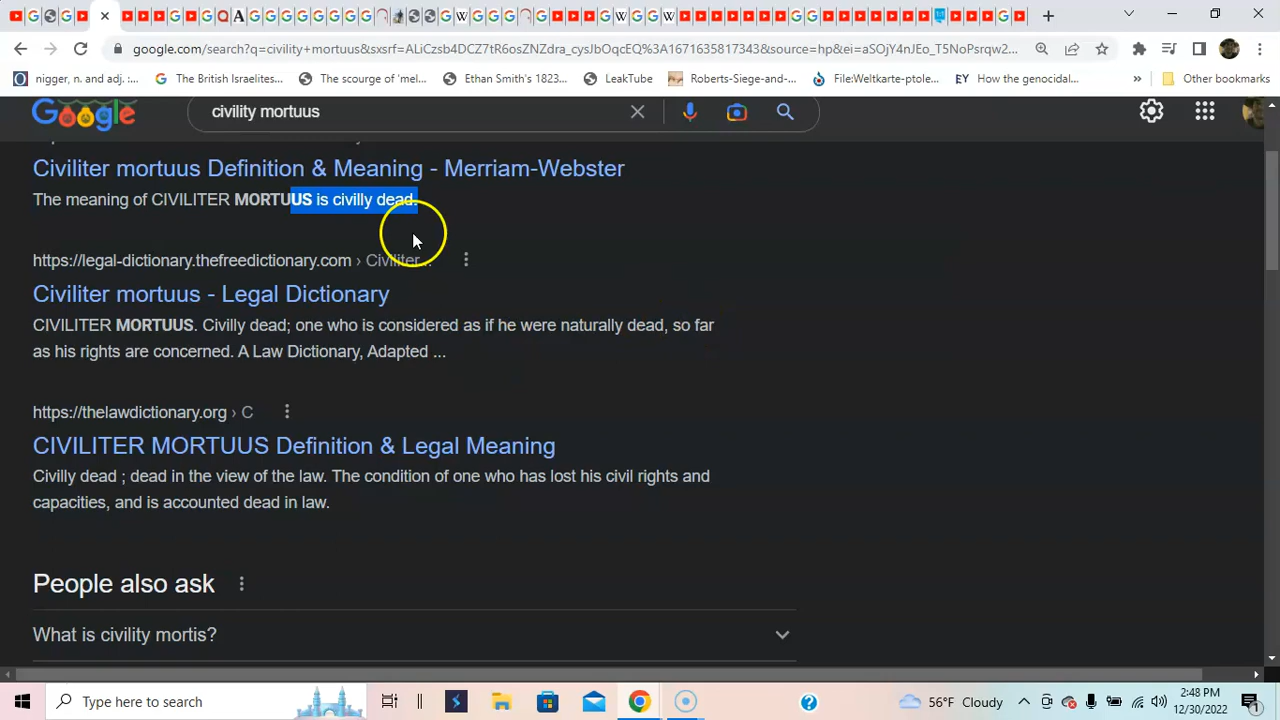 google.com/search?q=civility+mortuus&sxsrf=ALiCzsb4DCZ7tR6osZNZdra_cysJbOqcEQ%3A1671635817343&source=hp&ei=aSOjY4nJEo_T5NoPsrqw2...
nigger, n. and adj. :... The British Israelites... The scourge of 'mel... Ethan Smith's 1823... LeakTube Roberts-Siege-and-... File:Weltkarte-ptole... EY How the genocidal... » Other bookmarks
Google civility mortuus
Civiliter mortuus Definition & Meaning - Merriam-Webster
The meaning of CIVILITER MORTUUS is civilly dead.
https://legal-dictionary.thefreedictionary.com › Civiliter...
Civiliter mortuus - Legal Dictionary
CIVILITER MORTUUS. Civilly dead; one who is considered as if he were naturally dead, so far
as his rights are concerned. A Law Dictionary, Adapted ...
https://thelawdictionary.org › C
CIVILITER MORTUUS Definition & Legal Meaning
Civilly dead ; dead in the view of the law. The condition of one who has lost his civil rights and
capacities, and is accounted dead in law.
People also ask
What is civility mortis?
Type here to search
56°F Cloudy
2:48 PM
12/30/2022
1